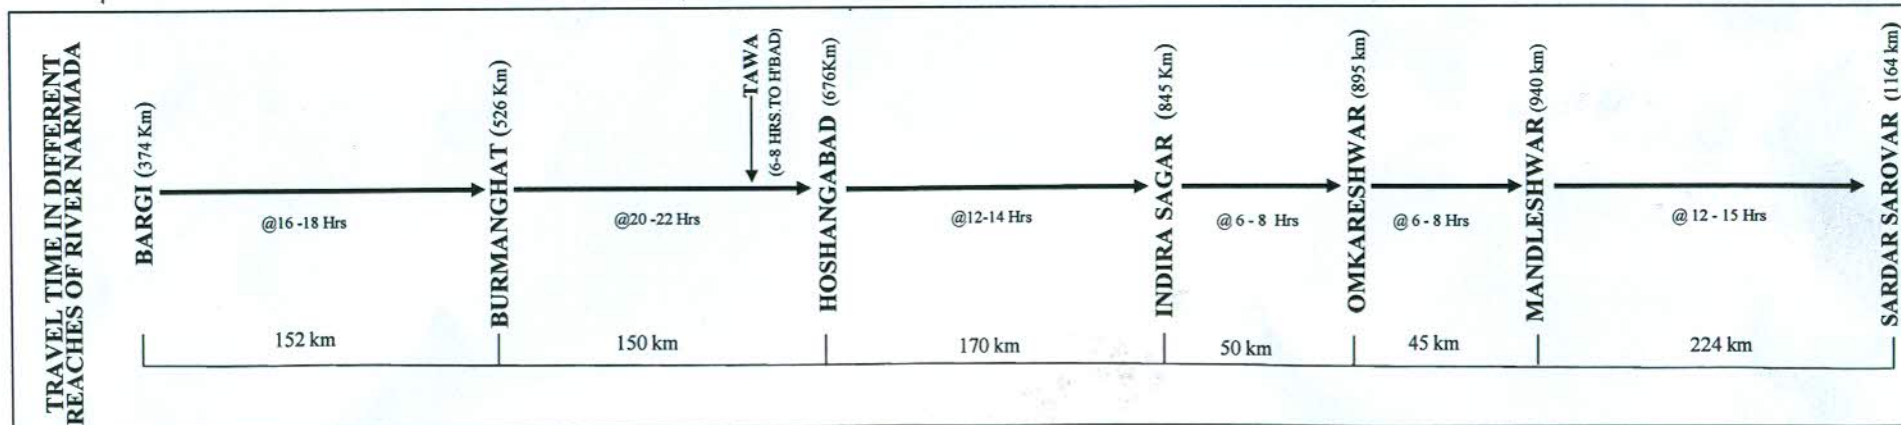 TRAVEL TIME IN DIFFERENT
REACHES OF RIVER NARMADA
BARGI (374 Km)
@16 -18 Hrs
BURMANGHAT (526 Km)
@20 -22 Hrs
TAWA
(6-8 HRS.TO H'BAD)
HOSHANGABAD (676Km)
@12-14 Hrs
INDIRA SAGAR (845 Km)
@ 6 - 8 Hrs
OMKARESHWAR (895 km)
@ 6 - 8 Hrs
MANDLESHWAR (940 km)
@ 12 - 15 Hrs
SARDAR SAROVAR (1164 km)
152 km
150 km
170 km
50 km
45 km
224 km